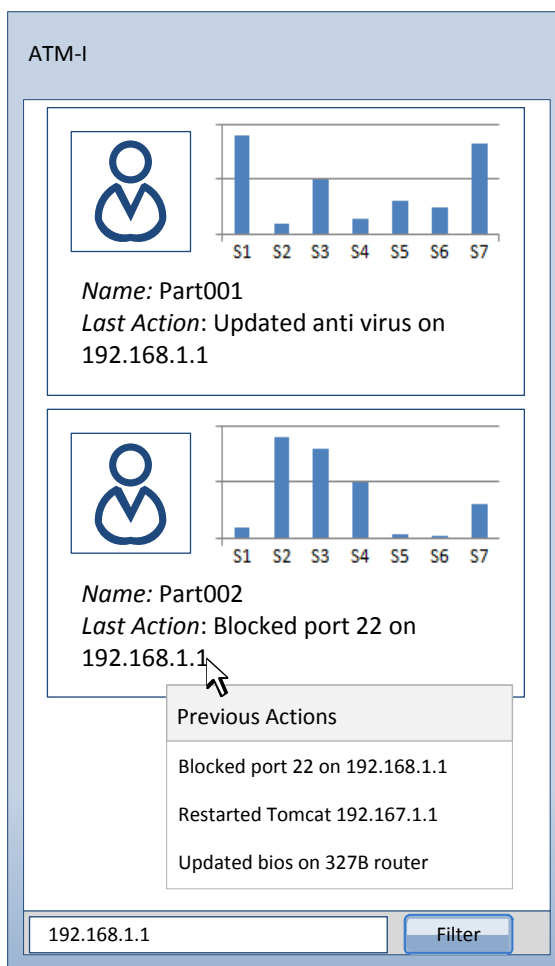 ATM-I
S1 S2 S3 S4 S5 S6 S7
Name: Part001
Last Action: Updated anti virus on
192.168.1.1
S1 S2 S3 S4 S5 S6 S7
Name: Part002
Last Action: Blocked port 22 on
192.168.1.1
Previous Actions
Blocked port 22 on 192.168.1.1
Restarted Tomcat 192.167.1.1
Updated bios on 327B router
192.168.1.1
Filter